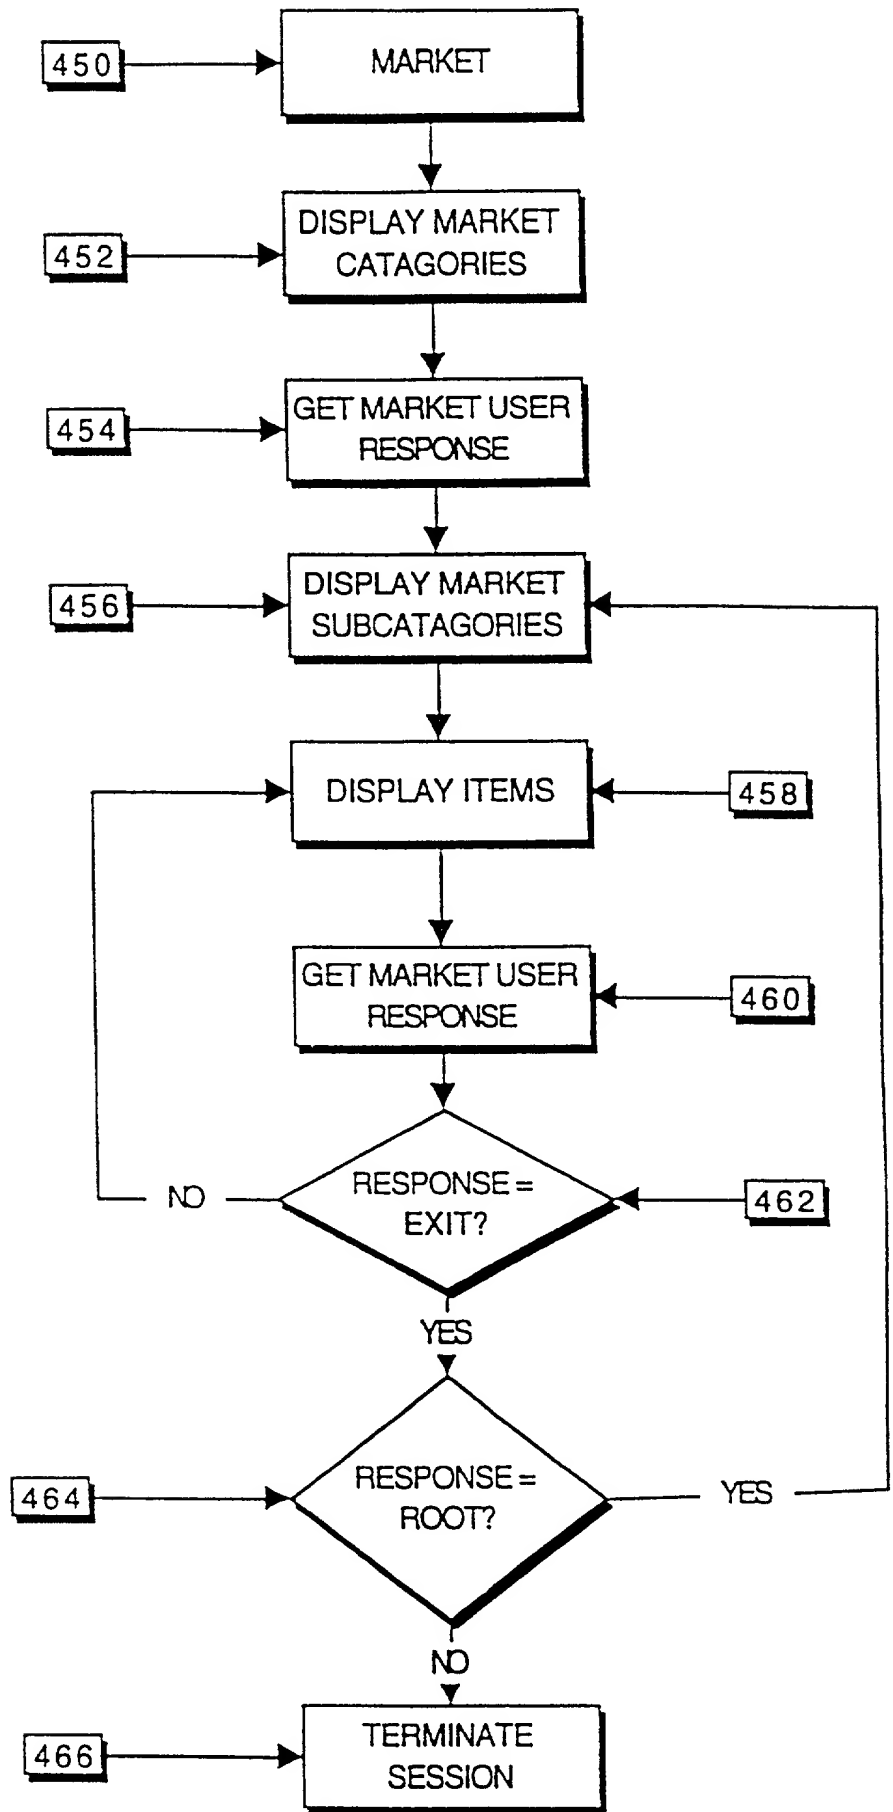 450
MARKET
452
DISPLAY MARKET
CATAGORIES
454
GET MARKET USER
RESPONSE
456
DISPLAY MARKET
SUBCATAGORIES
DISPLAY ITEMS
458
GET MARKET USER
RESPONSE
460
NO
RESPONSE =
EXIT?
462
YES
464
RESPONSE =
ROOT?
YES
NO
466
TERMINATE
SESSION